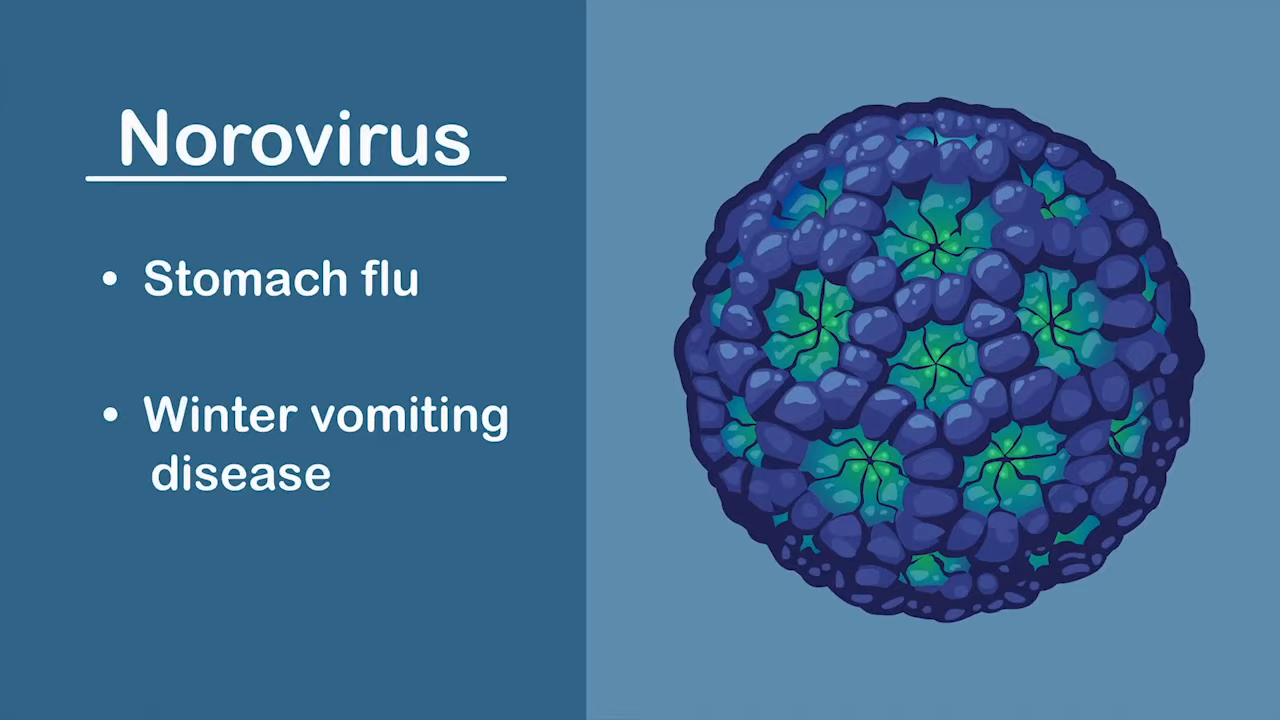 Norovirus
• Stomach flu
• Winter vomiting
disease